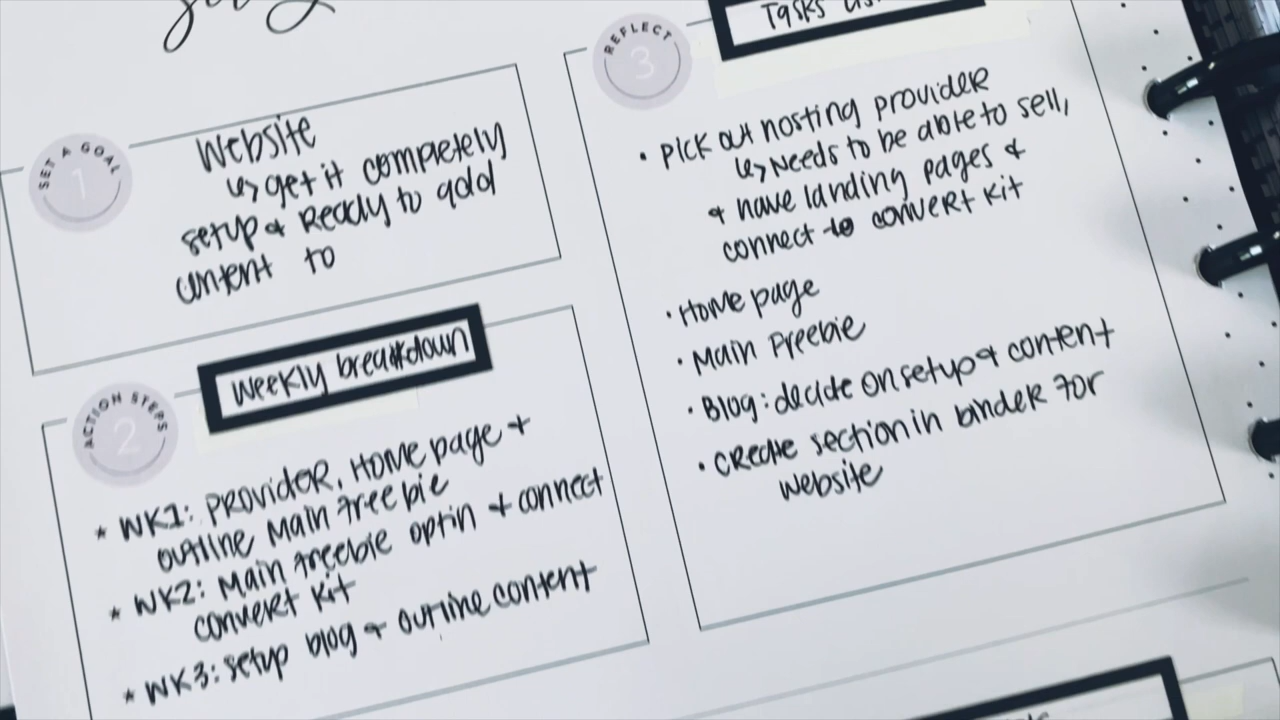 SET A GOAL
1
Website
↳ get it completely
setup & Ready to add
content to
ACTION STEPS
2
Weekly breakdown
* WK1: Provider, Home page +
outline Main freebie
* WK2: Main freebie optin + connect
convert kit
* WK3: setup blog + outline content
REFLECT
3
Tasks
• Pick out hosting provider
↳ Needs to be able to sell,
& have landing pages &
connect to convert kit
• Home page
• Main Freebie
• Blog: decide on setup & content
• create section in binder for
website